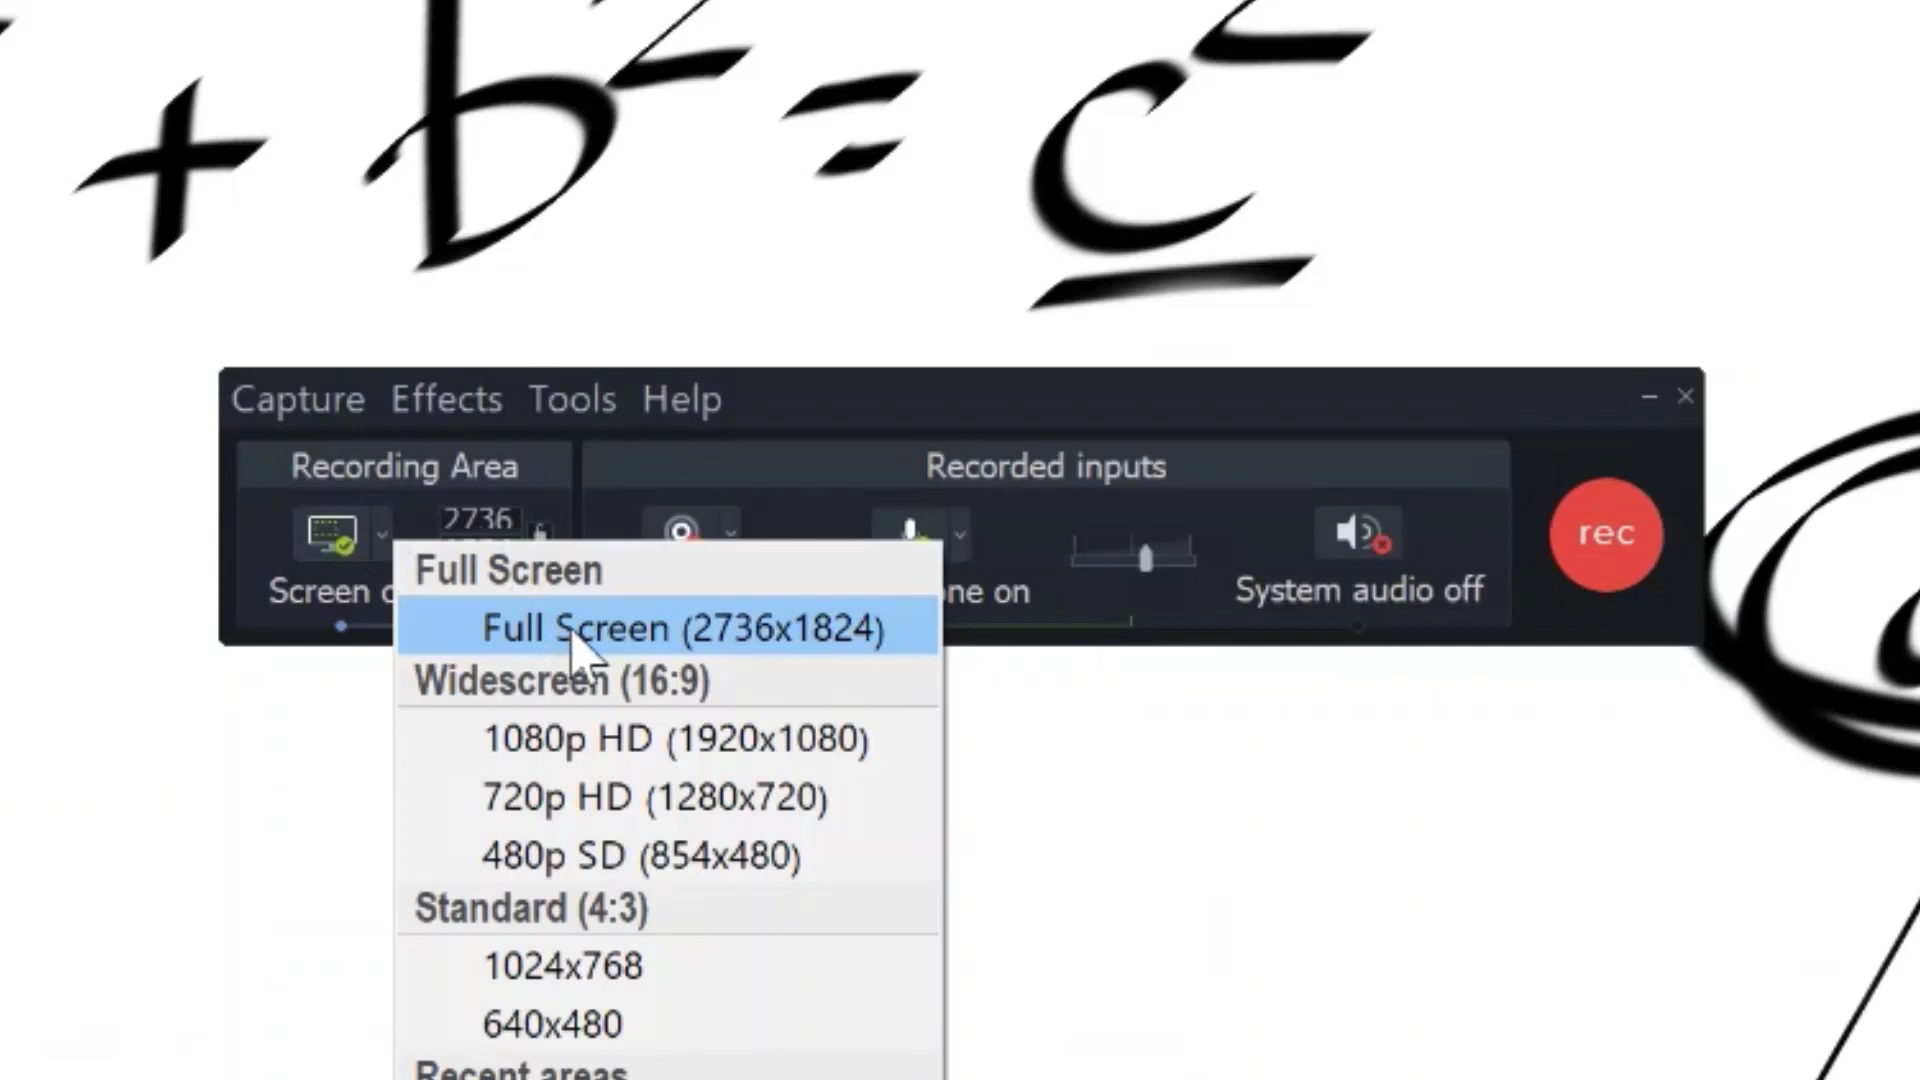 + b² = c²
Capture Effects Tools Help
Recording Area
Recorded inputs
2736
rec
Screen
ne on
System audio off
Full Screen
Full Screen (2736x1824)
Widescreen (16:9)
1080p HD (1920x1080)
720p HD (1280x720)
480p SD (854x480)
Standard (4:3)
1024x768
640x480
Recent areas